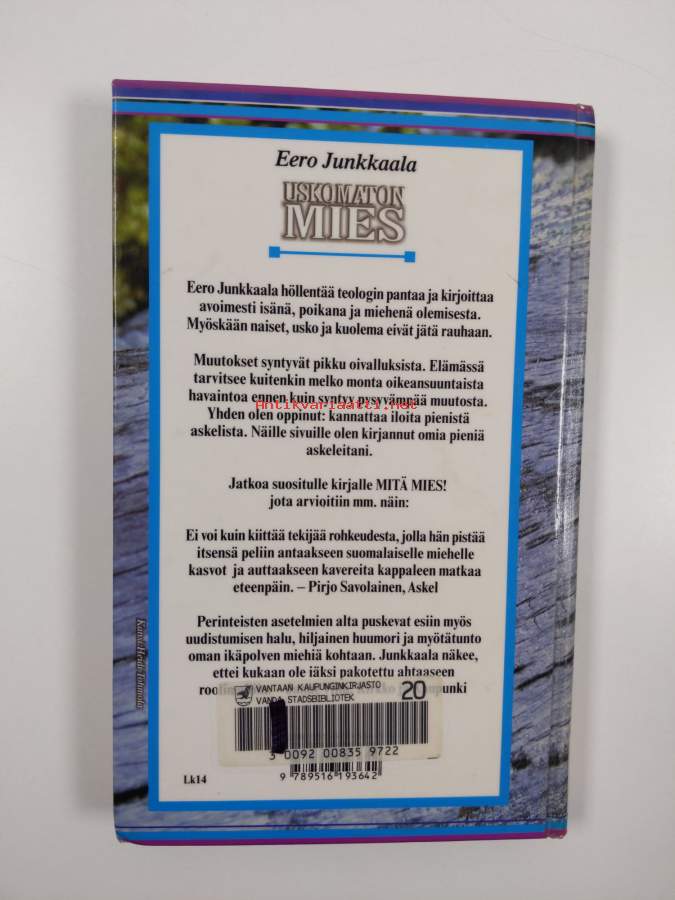 Eero Junkkaala
USKOMATON
MIES
Eero Junkkaala höllentää teologin pantaa ja kirjoittaa
avoimesti isänä, poikana ja miehenä olemisesta.
Myöskään naiset, usko ja kuolema eivät jätä rauhaan.
Muutokset syntyvät pikku oivalluksista. Elämässä
tarvitsee kuitenkin melko monta oikeansuuntaista
havaintoa ennen kuin syntyy pysyvämpää muutosta.
Antikvariaatti.net
Yhden olen oppinut: kannattaa iloita pienistä
askelista. Näille sivuille olen kirjannut omia pieniä
askeleitani.
Jatkoa suositulle kirjalle MITÄ MIES!
jota arvioitiin mm. näin:
Ei voi kuin kiittää tekijää rohkeudesta, jolla hän pistää
itsensä peliin antaakseen suomalaiselle miehelle
kasvot ja auttaakseen kavereita kappaleen matkaa
eteenpäin. – Pirjo Savolainen, Askel
Perinteisten asetelmien alta puskevat esiin myös
uudistumisen halu, hiljainen huumori ja myötätunto
oman ikäpolven miehiä kohtaan. Junkkaala näkee,
ettei kukaan ole iäksi pakotettu ahtaaseen
VANTAAN KAUPUNGINKIRJASTO 20
VANDA STADSBIBLIOTEK
3 0092 00835 9722
9 789516 193642
Lk14